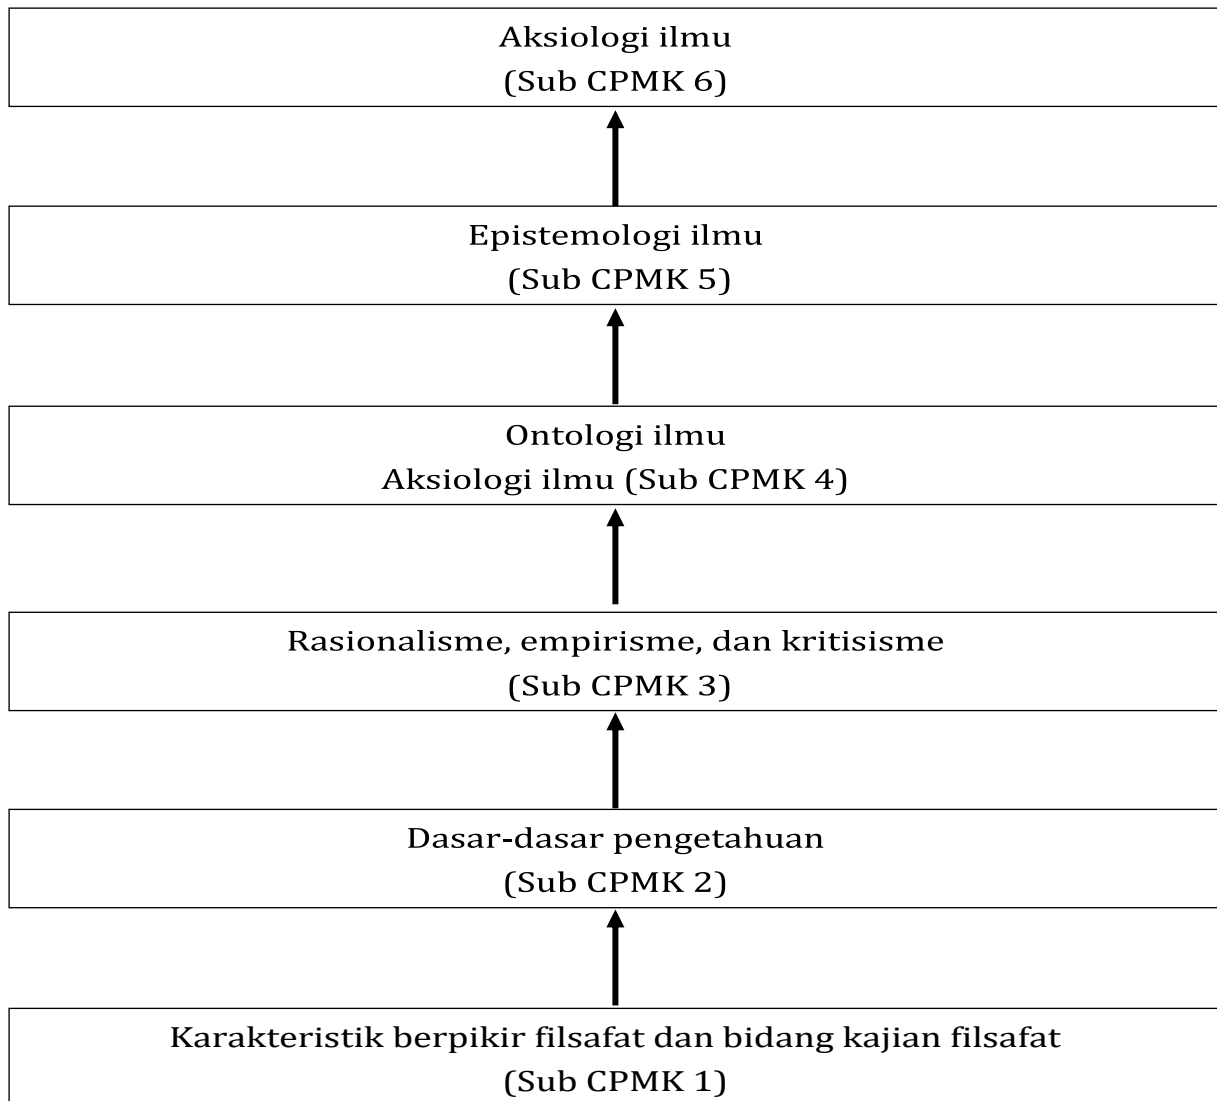 Aksiologi ilmu
(Sub CPMK 6)
Epistemologi ilmu
(Sub CPMK 5)
Ontologi ilmu
Aksiologi ilmu (Sub CPMK 4)
Rasionalisme, empirisme, dan kritisisme
(Sub CPMK 3)
Dasar-dasar pengetahuan
(Sub CPMK 2)
Karakteristik berpikir filsafat dan bidang kajian filsafat
(Sub CPMK 1)